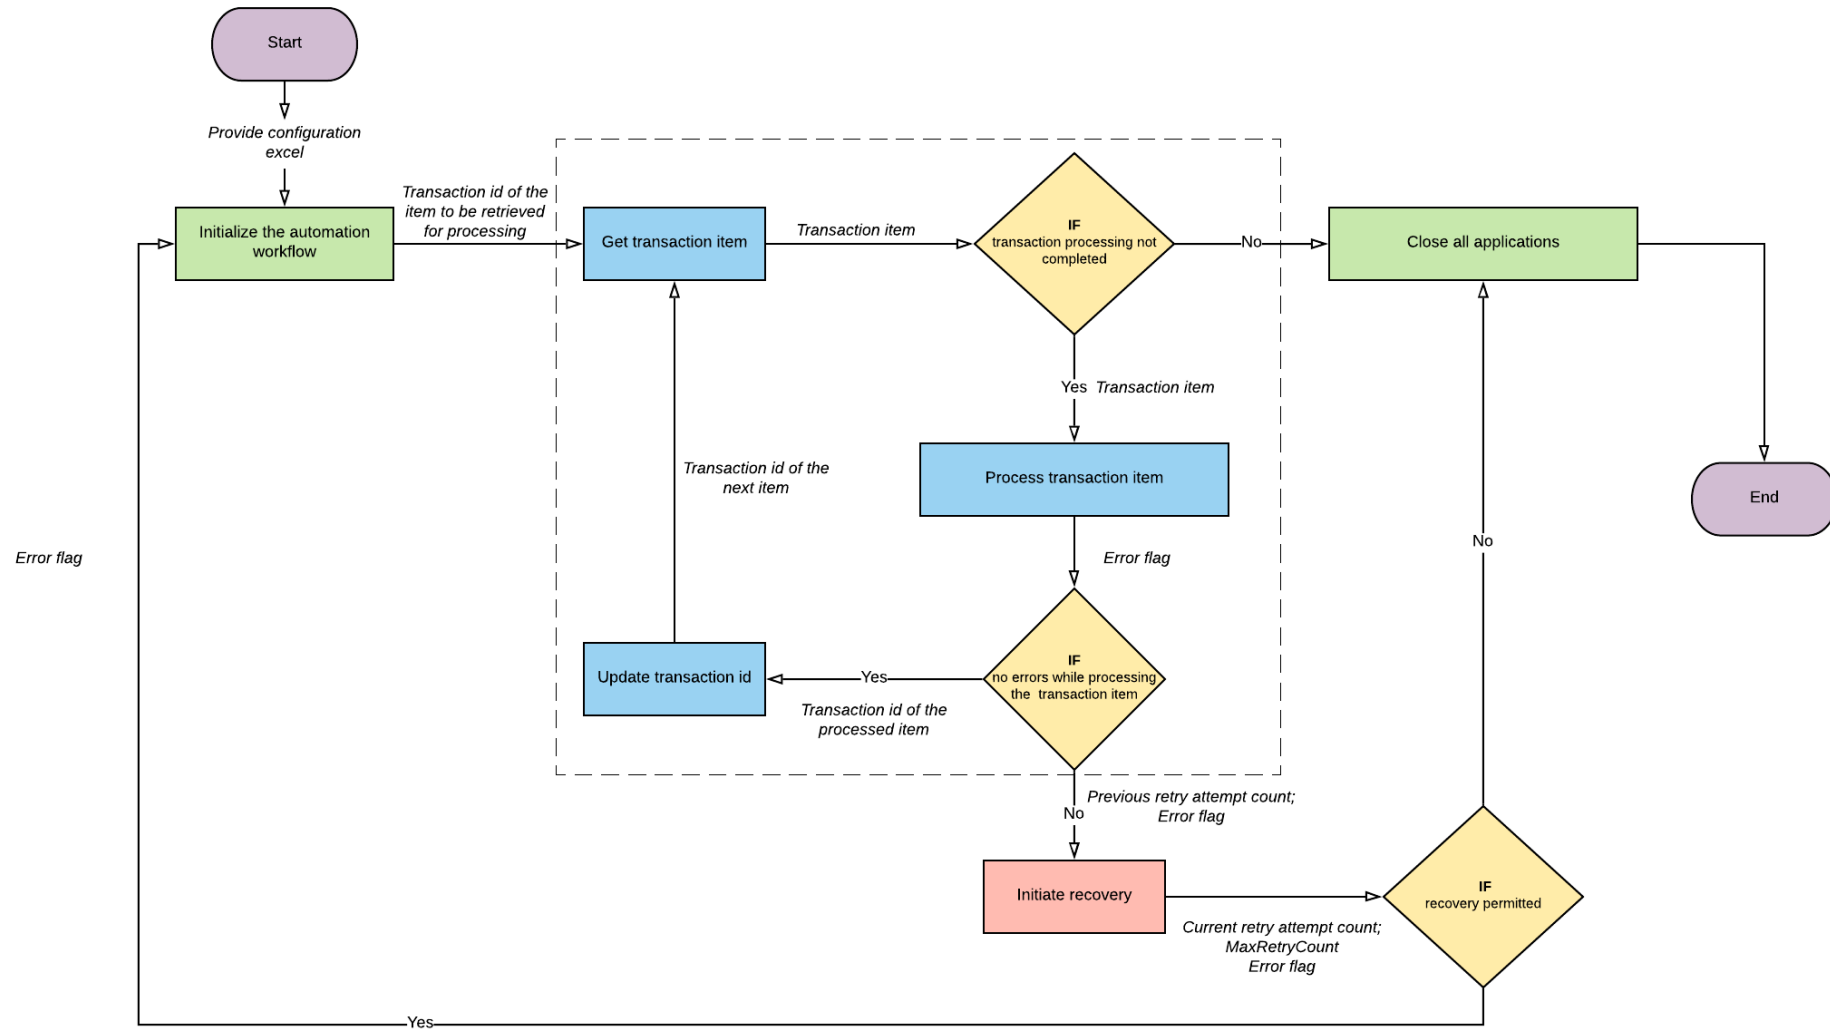 Start
Provide configuration
excel
Initialize the automation
workflow
Transaction id of the
item to be retrieved
for processing
Get transaction item
Transaction item
IF
transaction processing not
completed
No
Close all applications
Yes Transaction item
Process transaction item
Transaction id of the
next item
End
No
Error flag
Error flag
IF
no errors while processing
the transaction item
Yes
Update transaction id
Transaction id of the
processed item
Previous retry attempt count;
Error flag
No
Initiate recovery
IF
recovery permitted
Current retry attempt count;
MaxRetryCount
Error flag
Yes